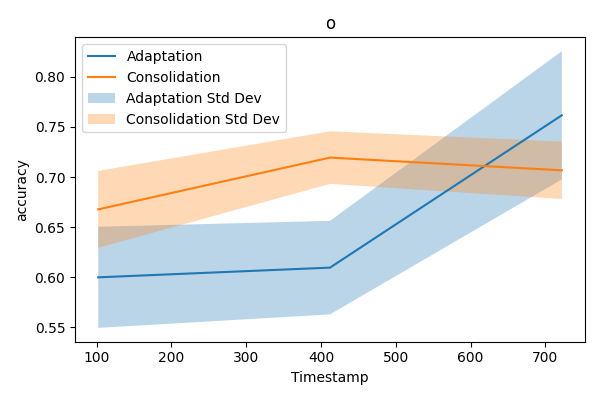 o
Adaptation
Consolidation
Adaptation Std Dev
Consolidation Std Dev
accuracy
0.80
0.75
0.70
0.65
0.60
0.55
100 200 300 400 500 600 700
Timestamp